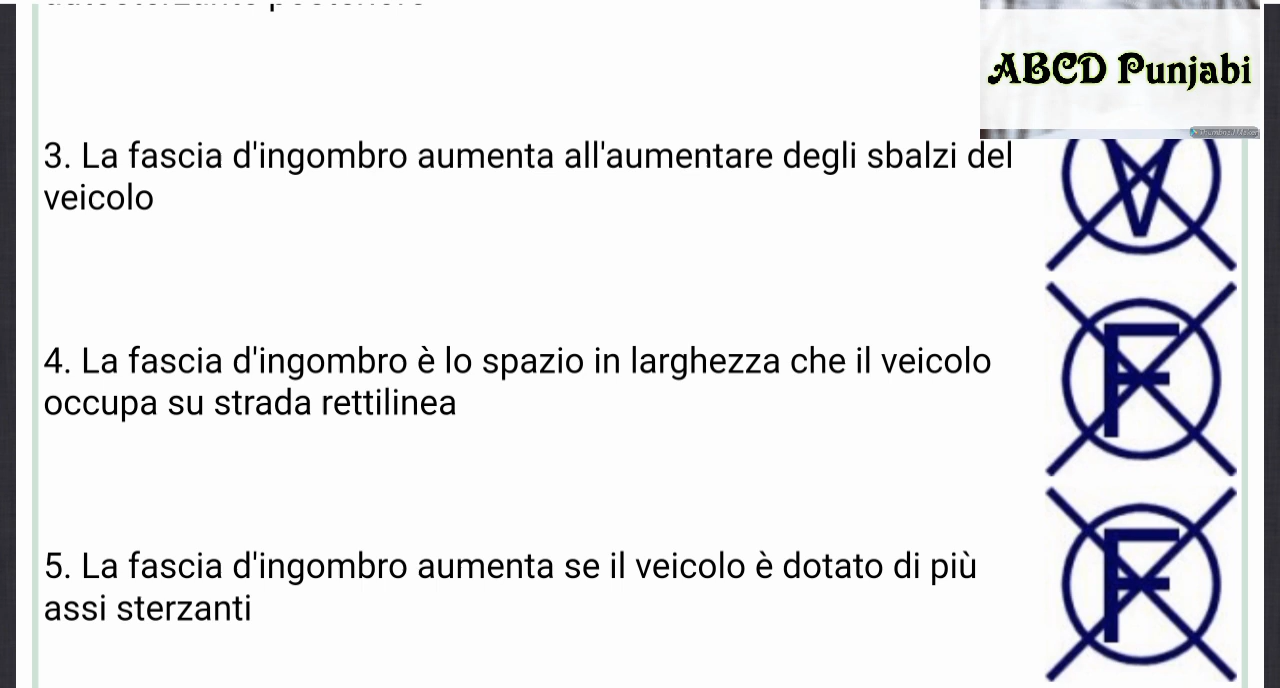 ABCD Punjabi
3. La fascia d'ingombro aumenta all'aumentare degli sbalzi del
veicolo
V
4. La fascia d'ingombro è lo spazio in larghezza che il veicolo
occupa su strada rettilinea
F
5. La fascia d'ingombro aumenta se il veicolo è dotato di più
assi sterzanti
F